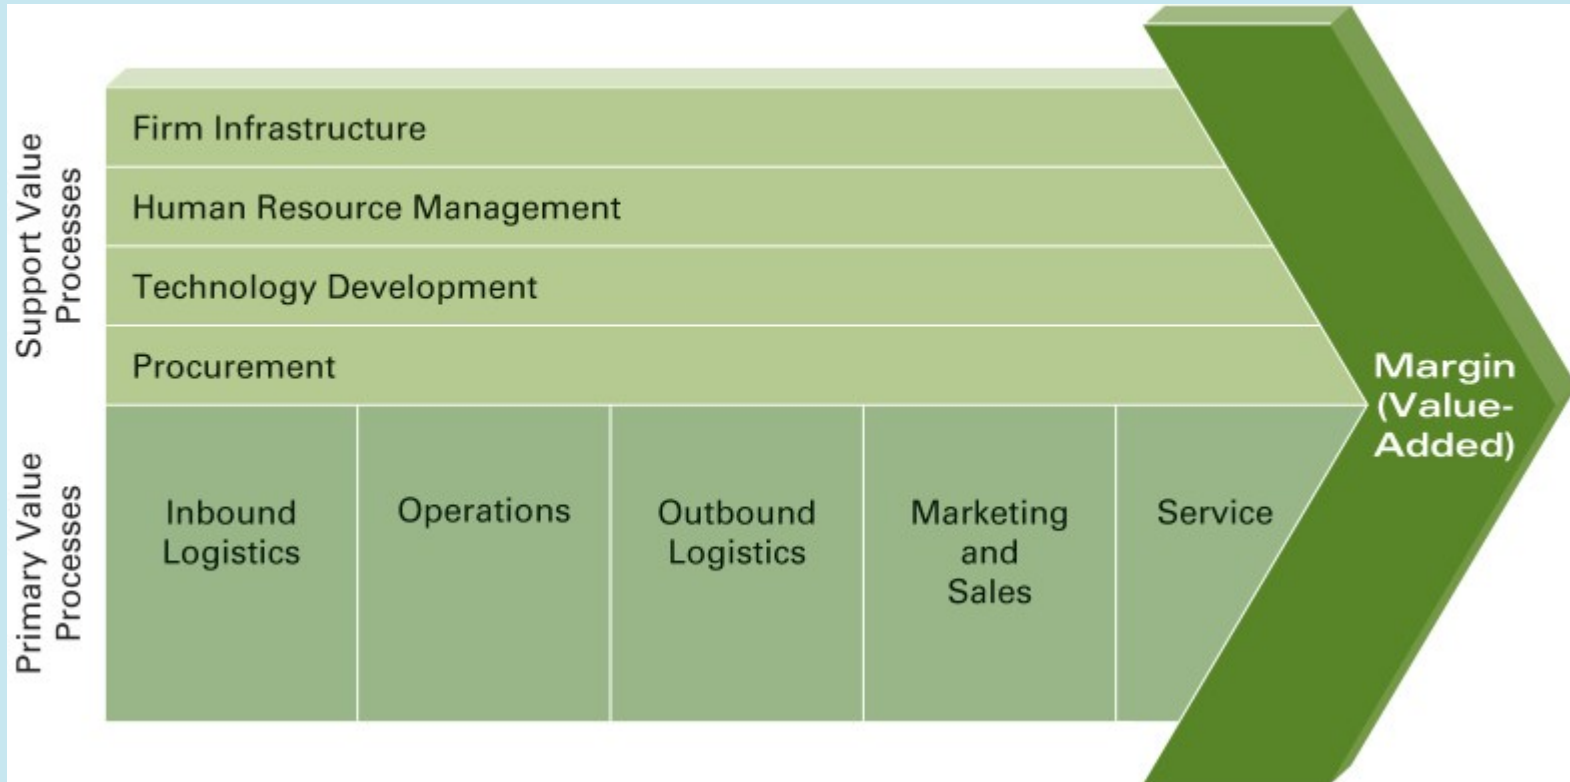 Support Value
Processes
Firm Infrastructure
Human Resource Management
Technology Development
Procurement
Primary Value
Processes
Inbound
Logistics
Operations
Outbound
Logistics
Marketing
and
Sales
Service
Margin
(Value-
Added)